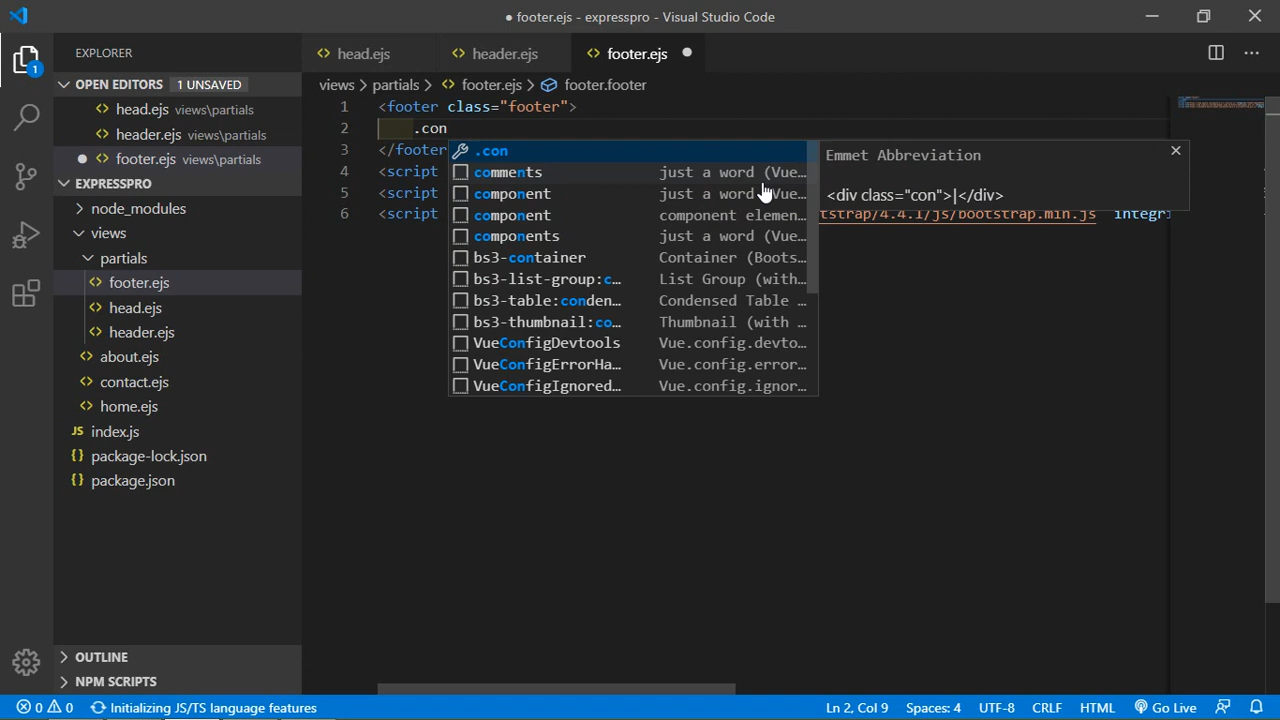 ● footer.ejs - expresspro - Visual Studio Code
EXPLORER
head.ejs
header.ejs
footer.ejs ●
OPEN EDITORS 1 UNSAVED
views > partials > footer.ejs > footer.footer
head.ejs views\partials
header.ejs views\partials
● footer.ejs views\partials
EXPRESSPRO
node_modules
views
partials
footer.ejs
head.ejs
header.ejs
about.ejs
contact.ejs
home.ejs
JS index.js
{} package-lock.json
{} package.json
OUTLINE
NPM SCRIPTS
1
1 <footer class="footer">
2 .con
3 </footer
4 <script
5 <script
6 <script
.con
comments just a word (Vue…
component just a word (Vue…
component component elemen…
components just a word (Vue…
bs3-container Container (Boots…
bs3-list-group:c… List Group (with…
bs3-table:conden… Condensed Table …
bs3-thumbnail:co… Thumbnail (with …
VueConfigDevtools Vue.config.devto…
VueConfigErrorHa… Vue.config.error…
VueConfigIgnored… Vue.config.ignor…
Emmet Abbreviation
<div class="con">|</div>
tstrap/4.4.1/js/bootstrap.min.js integri
0 0 Initializing JS/TS language features
Ln 2, Col 9 Spaces: 4 UTF-8 CRLF HTML Go Live